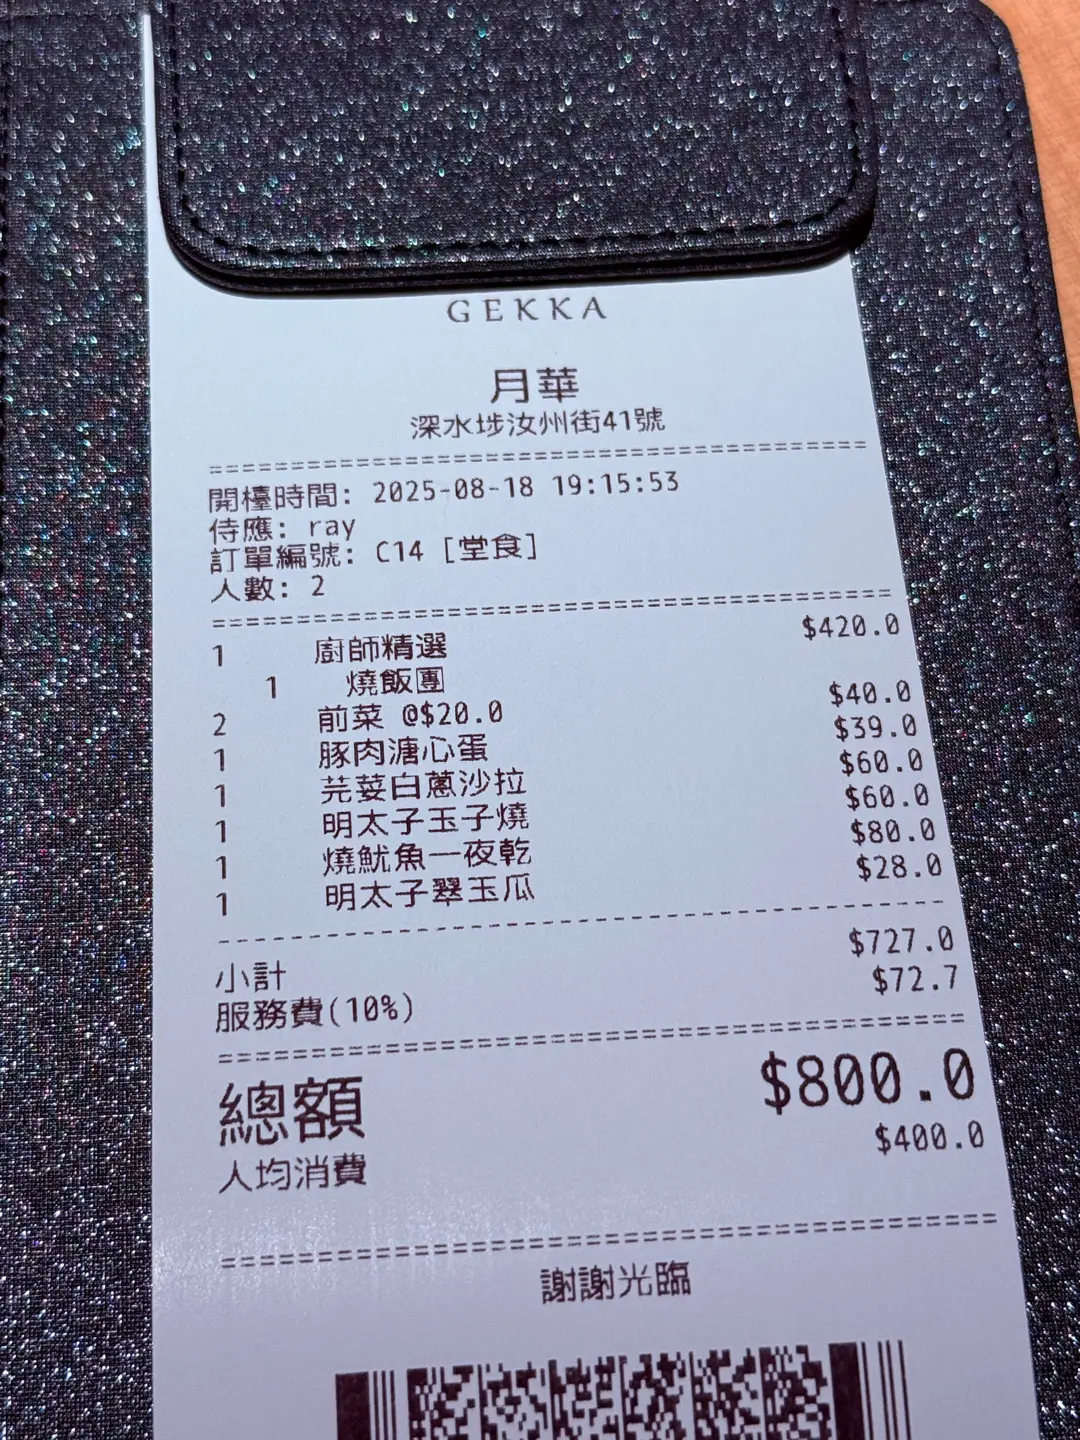 GEKKA
月華
深水埗汝州街41號
開檯時間: 2025-08-18 19:15:53
侍應: ray
訂單編號: C14 [堂食]
人數: 2
1 廚師精選 $420.0
1 燒飯團
2 前菜 @$20.0 $40.0
1 豚肉溏心蛋 $39.0
1 芫荽白蔥沙拉 $60.0
1 明太子玉子燒 $60.0
1 燒魷魚一夜乾 $80.0
1 明太子翠玉瓜 $28.0
小計 $727.0
服務費(10%) $72.7
總額 $800.0
人均消費 $400.0
謝謝光臨